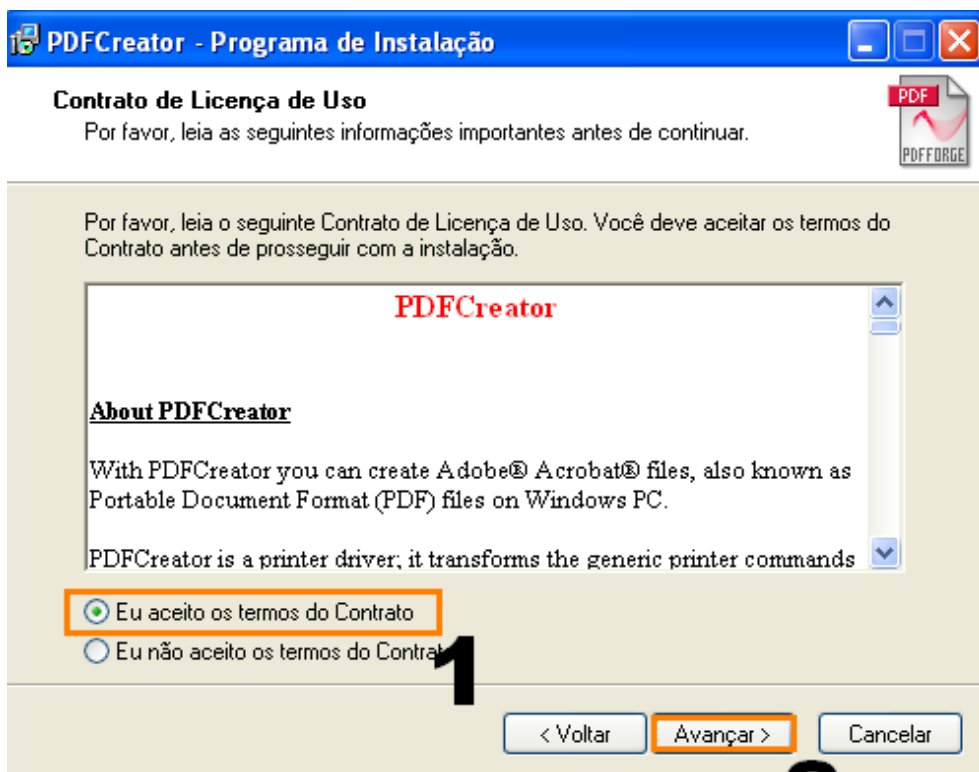 PDFCreator - Programa de Instalação
Contrato de Licença de Uso
Por favor, leia as seguintes informações importantes antes de continuar.
PDF
PDFFORGE
Por favor, leia o seguinte Contrato de Licença de Uso. Você deve aceitar os termos do
Contrato antes de prosseguir com a instalação.
PDFCreator
About PDFCreator
With PDFCreator you can create Adobe® Acrobat® files, also known as
Portable Document Format (PDF) files on Windows PC.
PDFCreator is a printer driver; it transforms the generic printer commands
Eu aceito os termos do Contrato
Eu não aceito os termos do Contrato
1
< Voltar Avançar > Cancelar